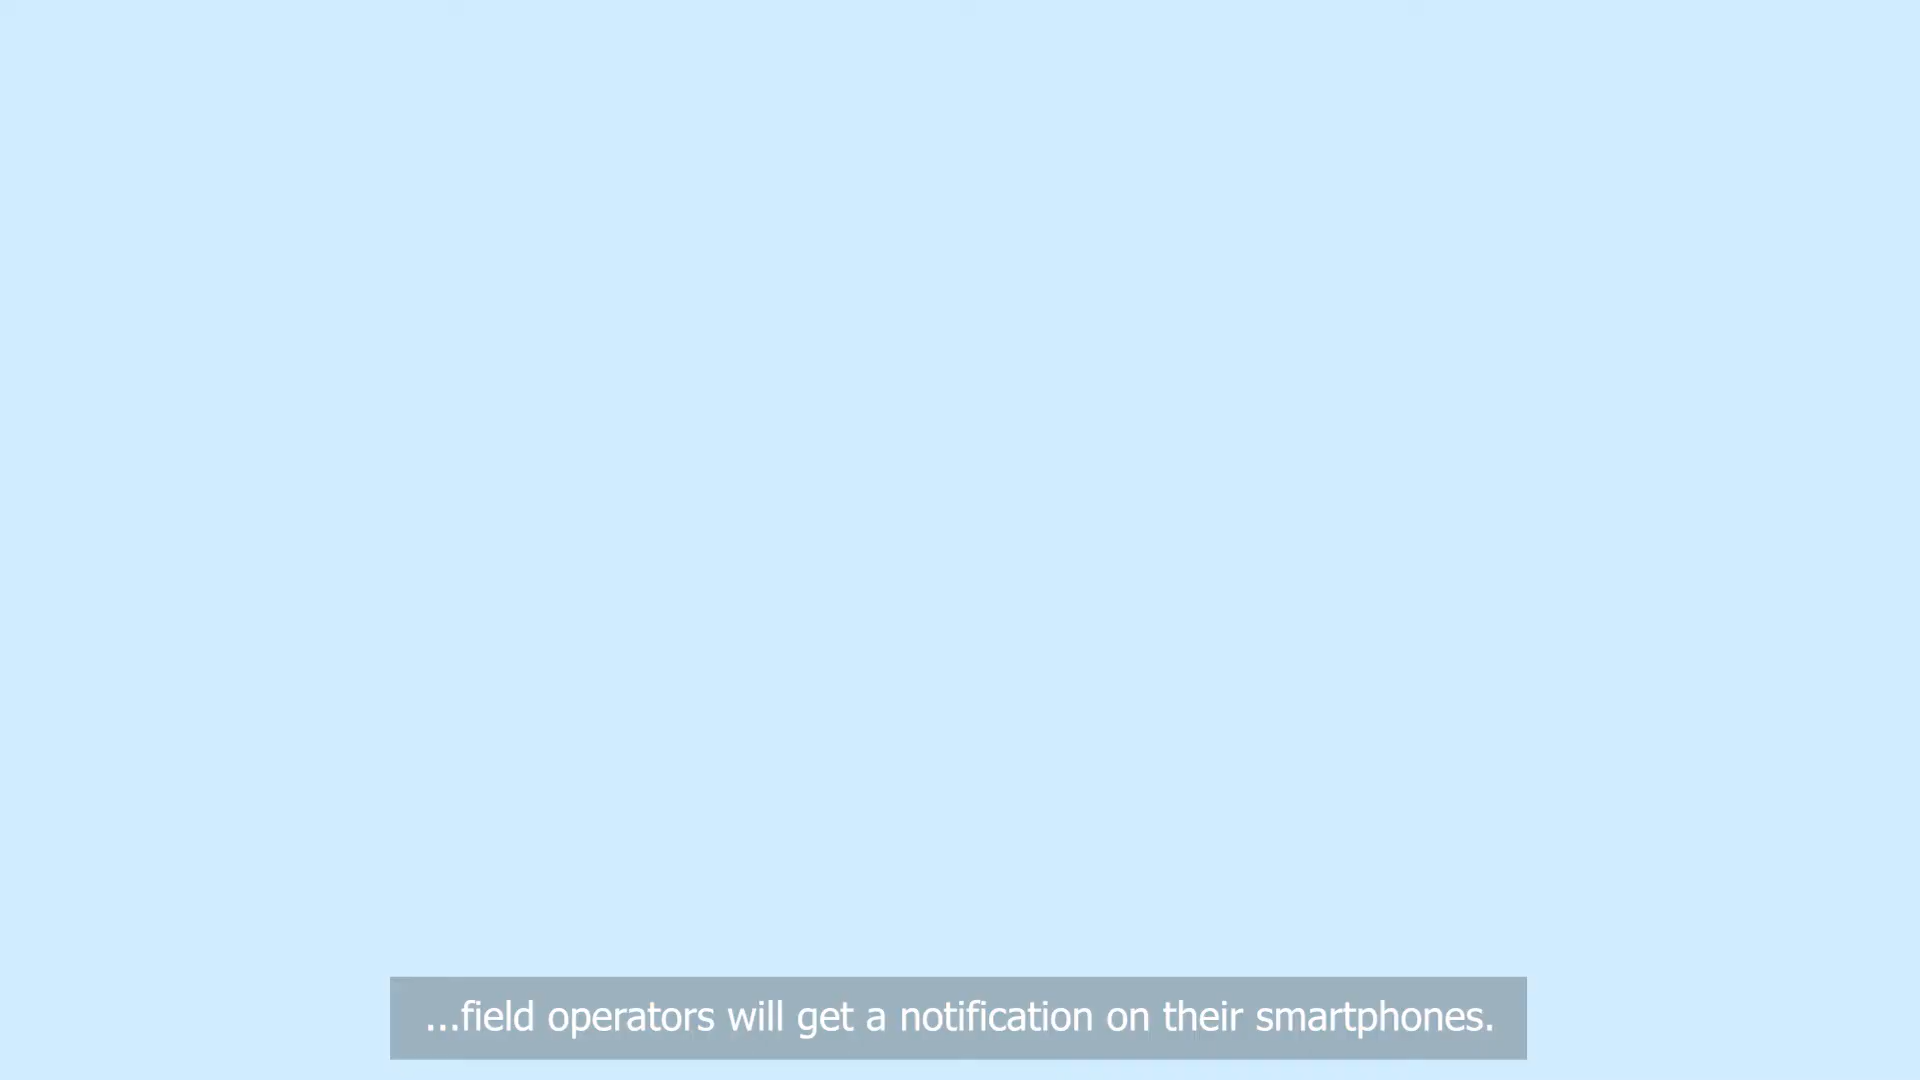 ...field operators will get a notification on their smartphones.